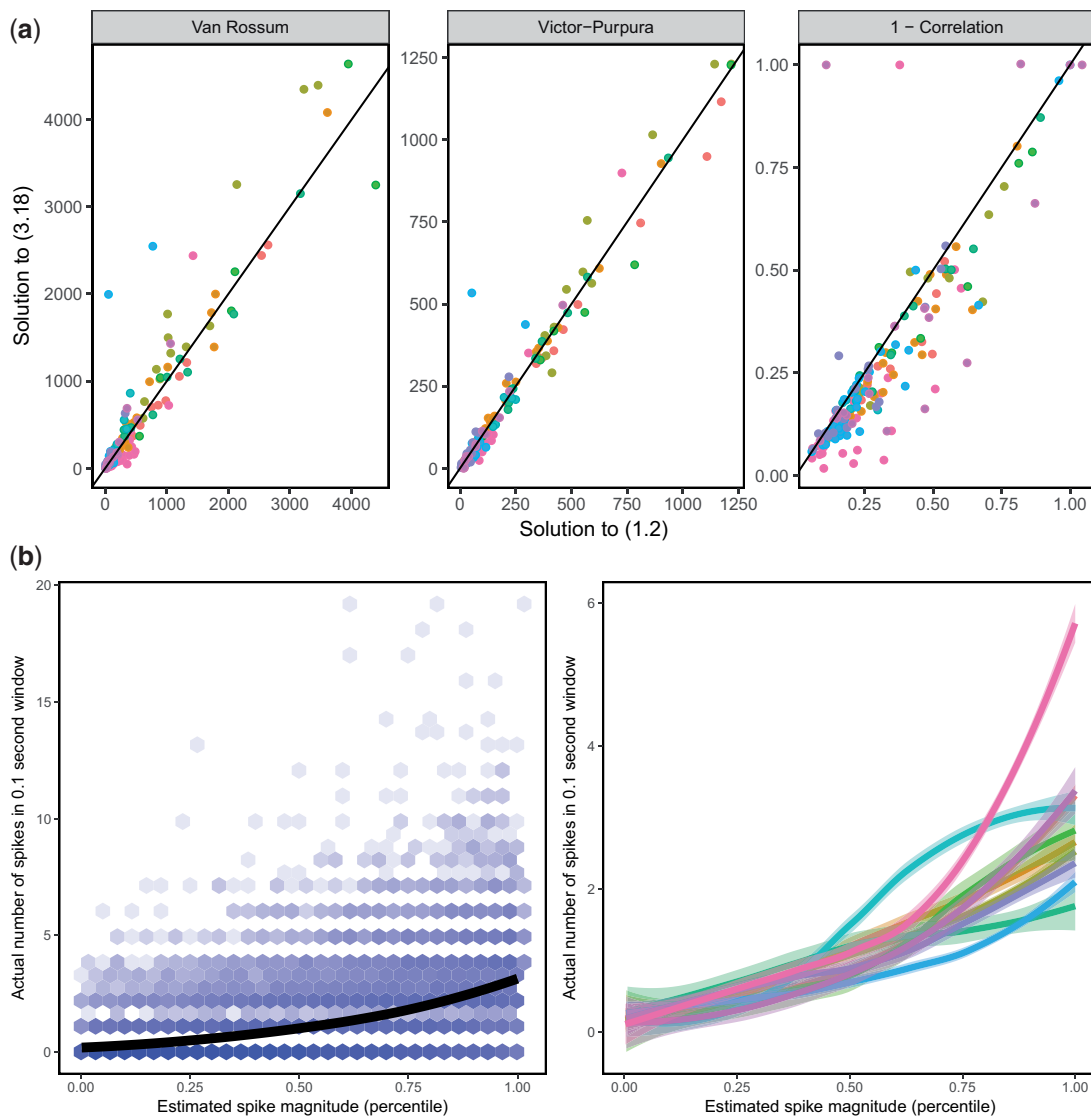 (a)
Van Rossum
Victor−Purpura
1 − Correlation
Solution to (3.18)
4000
3000
2000
1000
0
1250
1000
750
500
250
0
1.00
0.75
0.50
0.25
0.00
0 1000 2000 3000 4000
0 250 500 750 1000 1250
0.25 0.50 0.75 1.00
Solution to (1.2)
(b)
Actual number of spikes in 0.1 second window
20
15
10
5
0
0.00 0.25 0.50 0.75 1.00
Estimated spike magnitude (percentile)
Actual number of spikes in 0.1 second window
6
4
2
0
0.00 0.25 0.50 0.75 1.00
Estimated spike magnitude (percentile)